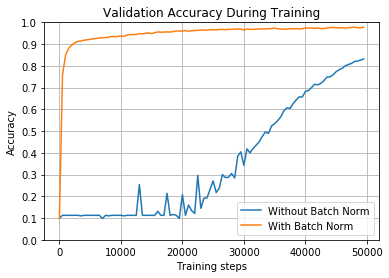 Validation Accuracy During Training
1.0
0.9
0.8
0.7
0.6
0.5
0.4
0.3
0.2
0.1
0.0
Accuracy
Without Batch Norm
With Batch Norm
0 10000 20000 30000 40000 50000
Training steps